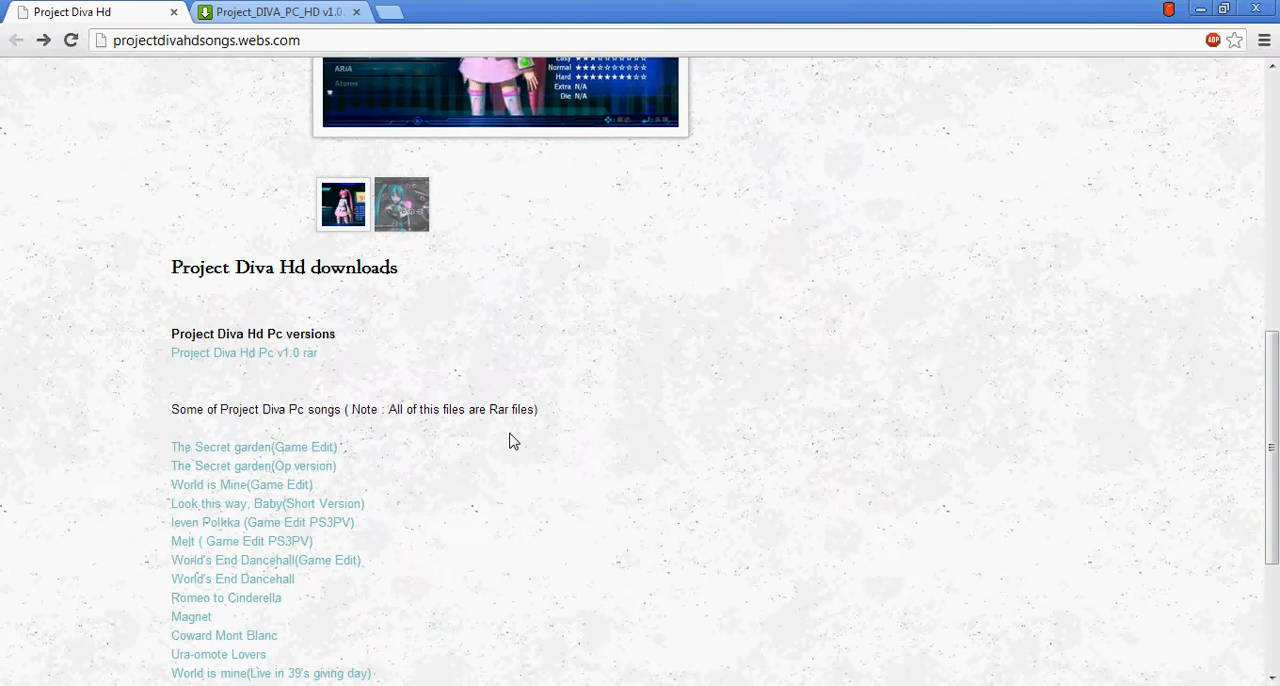 Project Diva Hd
Project_DIVA_PC_HD v1.0.
projectdivahdsongs.webs.com
ABP
ARiA
Atoms
Easy
Normal ★★★☆☆☆☆☆☆☆
Hard ★★★★★★★★☆☆
Extra N/A
Die N/A
Project Diva Hd downloads
Project Diva Hd Pc versions
Project Diva Hd Pc v1.0 rar
Some of Project Diva Pc songs ( Note : All of this files are Rar files)
The Secret garden(Game Edit)
The Secret garden(Op version)
World is Mine(Game Edit)
Look this way, Baby(Short Version)
Ieven Polkka (Game Edit PS3PV)
Melt ( Game Edit PS3PV)
World's End Dancehall(Game Edit)
World's End Dancehall
Romeo to Cinderella
Magnet
Coward Mont Blanc
Ura-omote Lovers
World is mine(Live in 39's giving day)